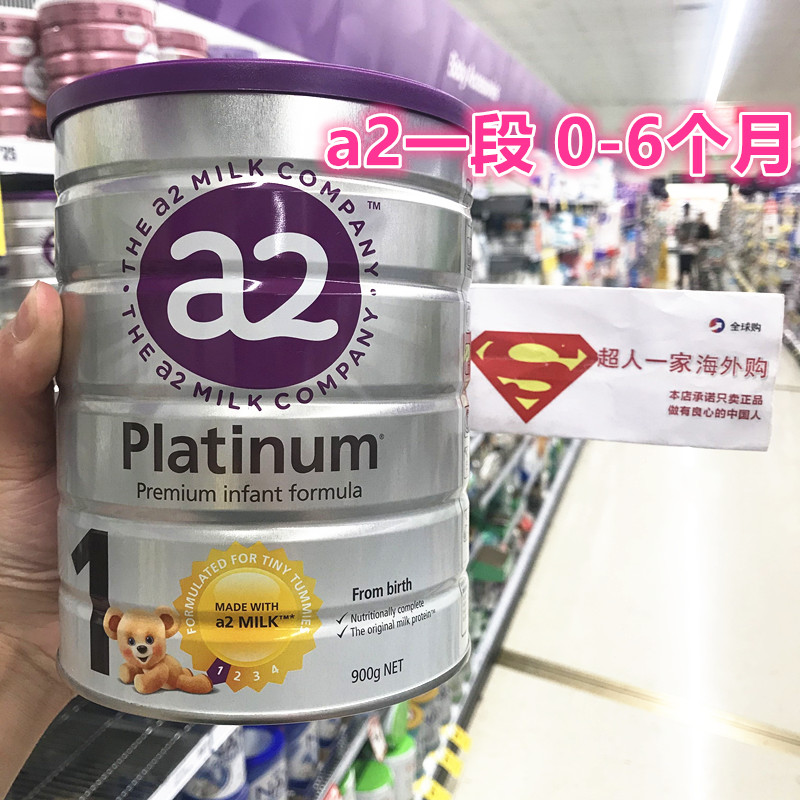 a2一段 0-6个月
THE a2 MILK COMPANY
TM
a2
THE a2 MILK COMPANY
Platinum®
Premium infant formula
1
FORMULATED FOR TINY TUMMIES
MADE WITH
a2 MILK™*
1 2 3 4
From birth
✓ Nutritionally complete
✓ The original milk protein™
900g NET
全球购
S
超人一家海外购
本店承诺只卖正品
做有良心的中国人